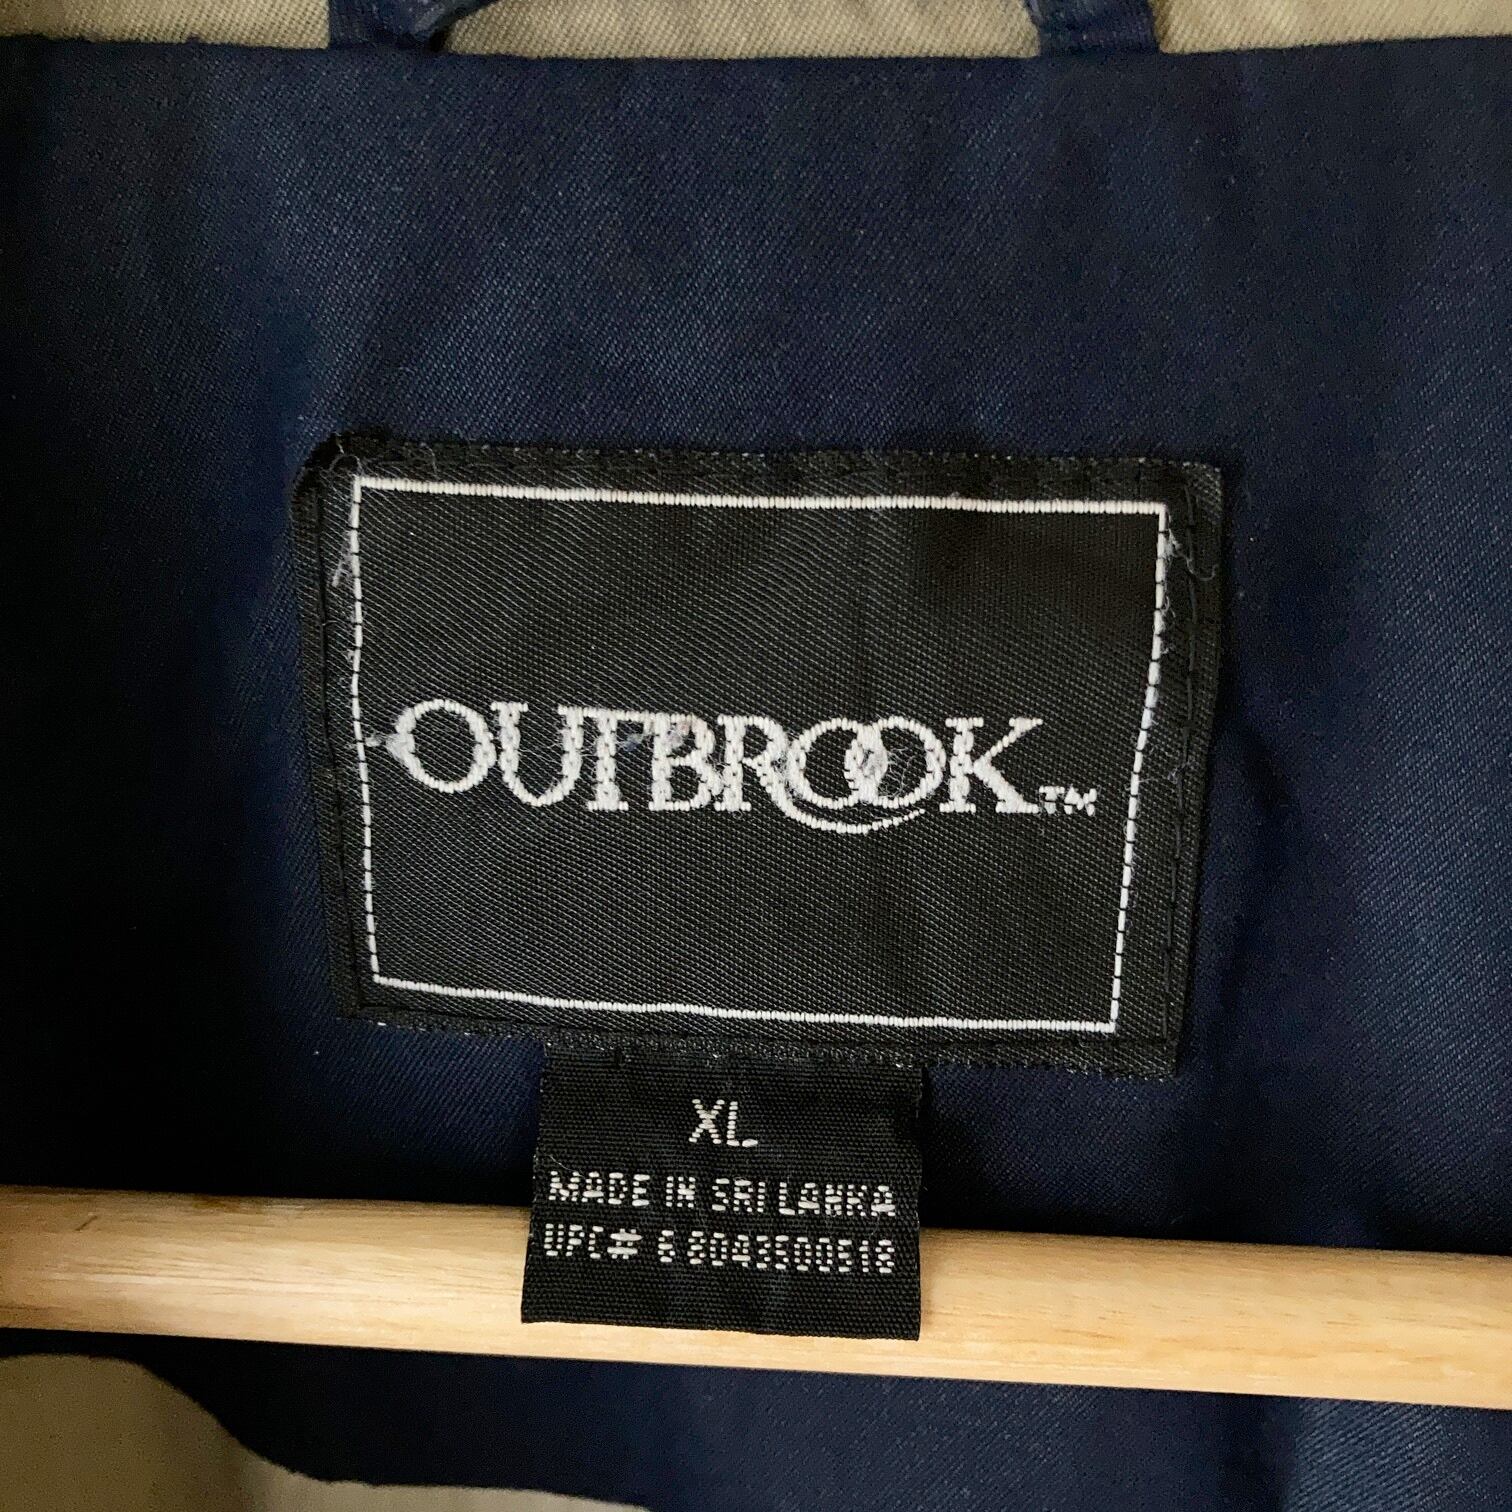 OUTBROOK™
XL
MADE IN SRI LANKA
UPC# 6 8043500518